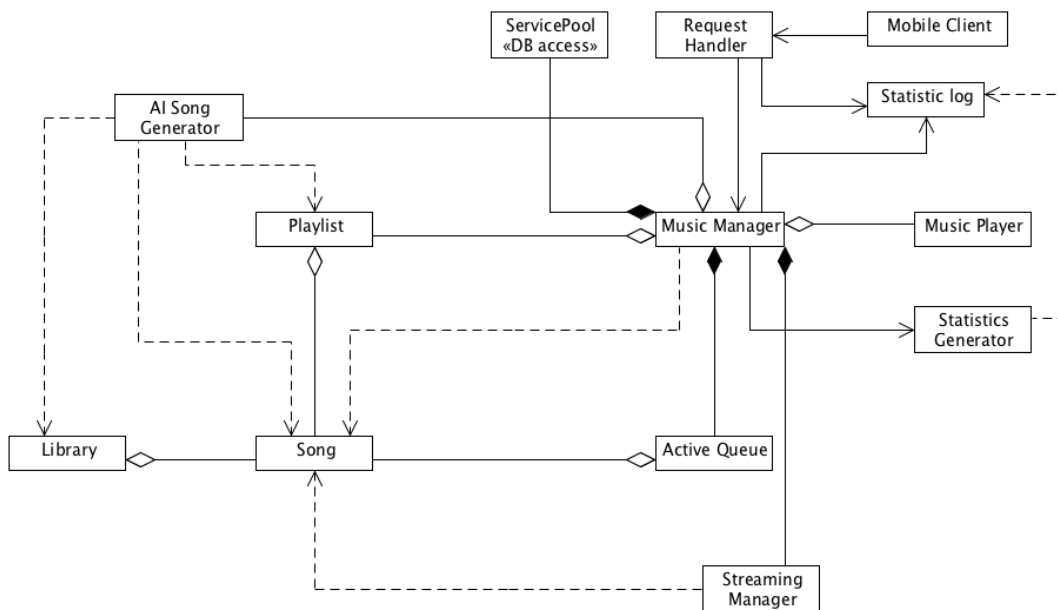 ServicePool
«DB access»
Request
Handler
Mobile Client
AI Song
Generator
Statistic log
Playlist
Music Manager
Music Player
Statistics
Generator
Library
Song
Active Queue
Streaming
Manager